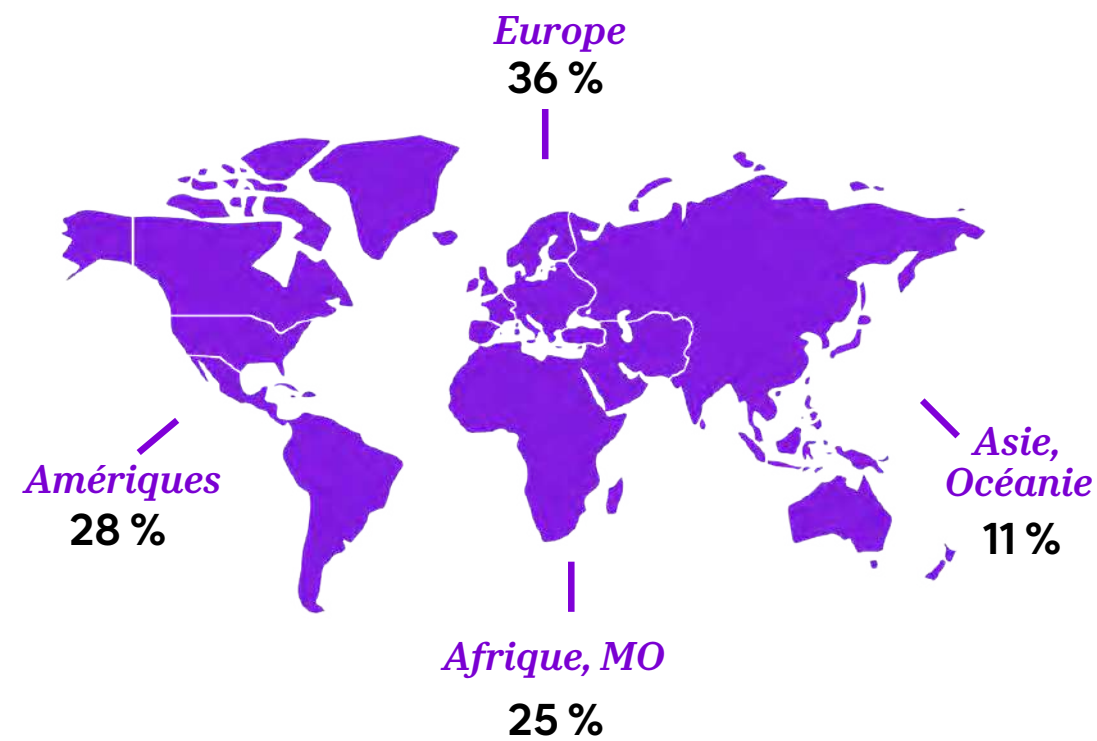 Europe
36 %
Amériques
28 %
Asie,
Océanie
11 %
Afrique, MO
25 %